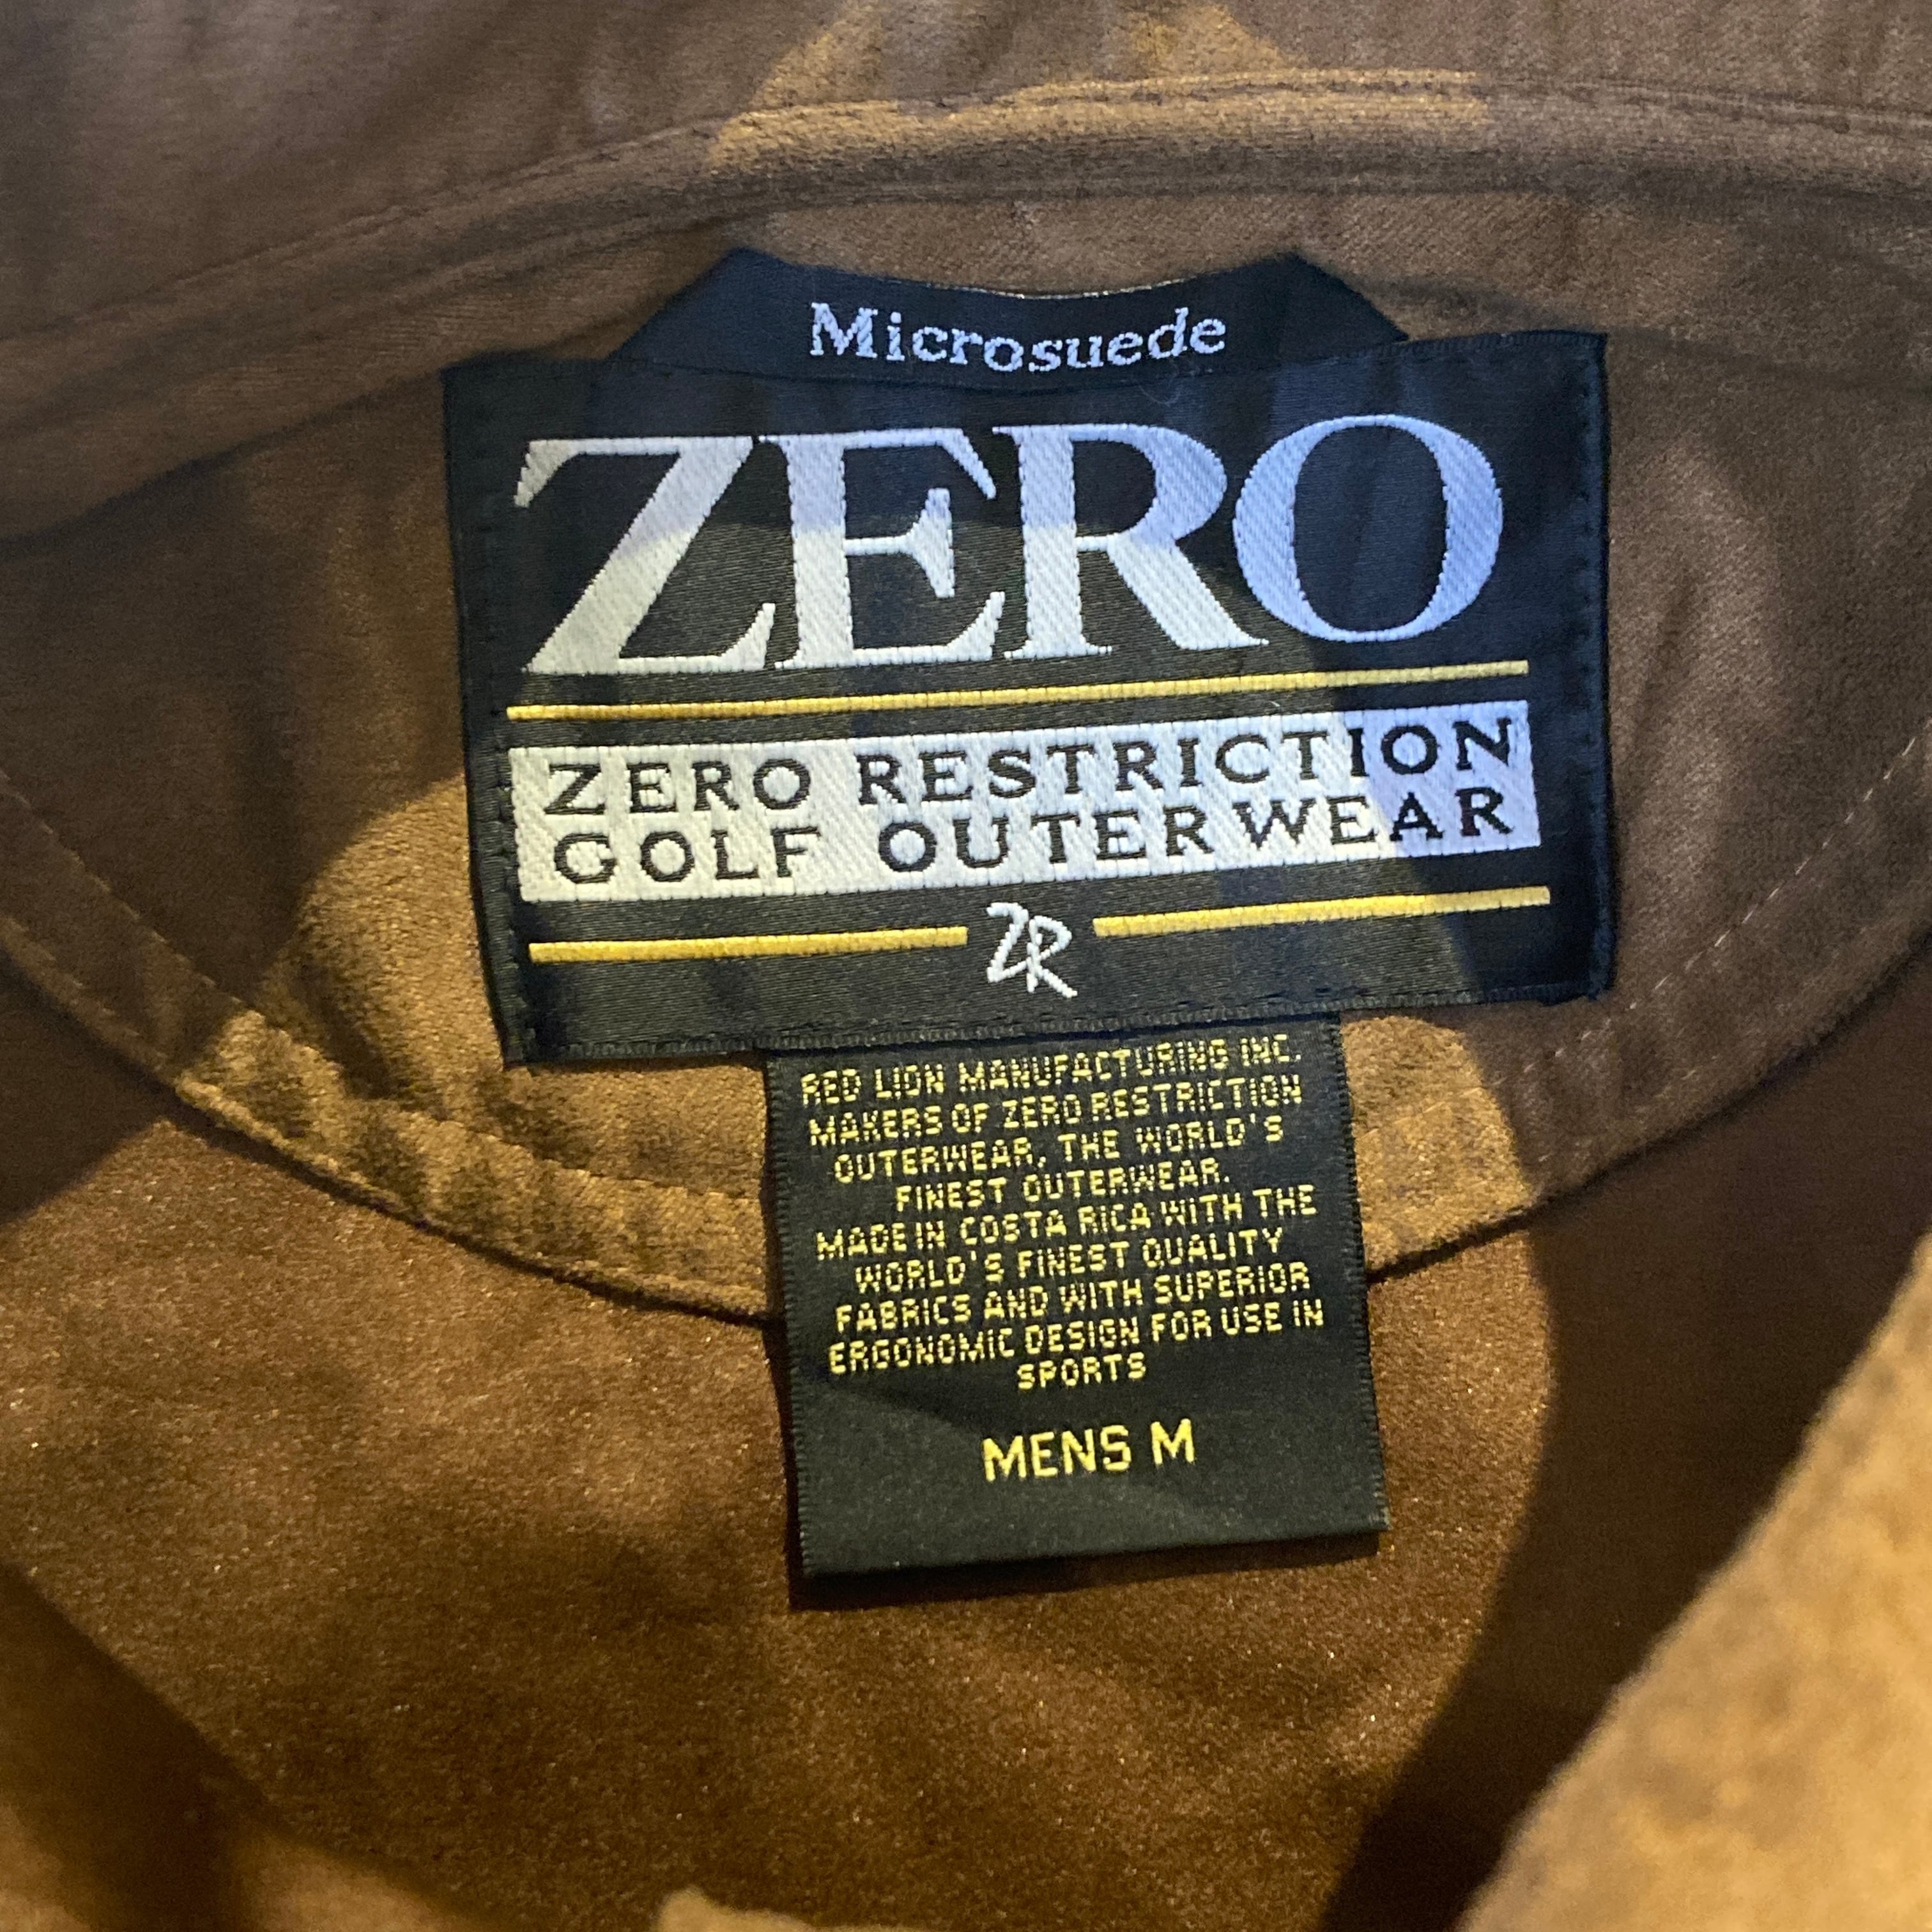 Microsuede
ZERO
ZERO RESTRICTION
GOLF OUTERWEAR
ZR
RED LION MANUFACTURING INC.
MAKERS OF ZERO RESTRICTION
OUTERWEAR, THE WORLD'S
FINEST OUTERWEAR.
MADE IN COSTA RICA WITH THE
WORLD'S FINEST QUALITY
FABRICS AND WITH SUPERIOR
ERGONOMIC DESIGN FOR USE IN
SPORTS
MENS M